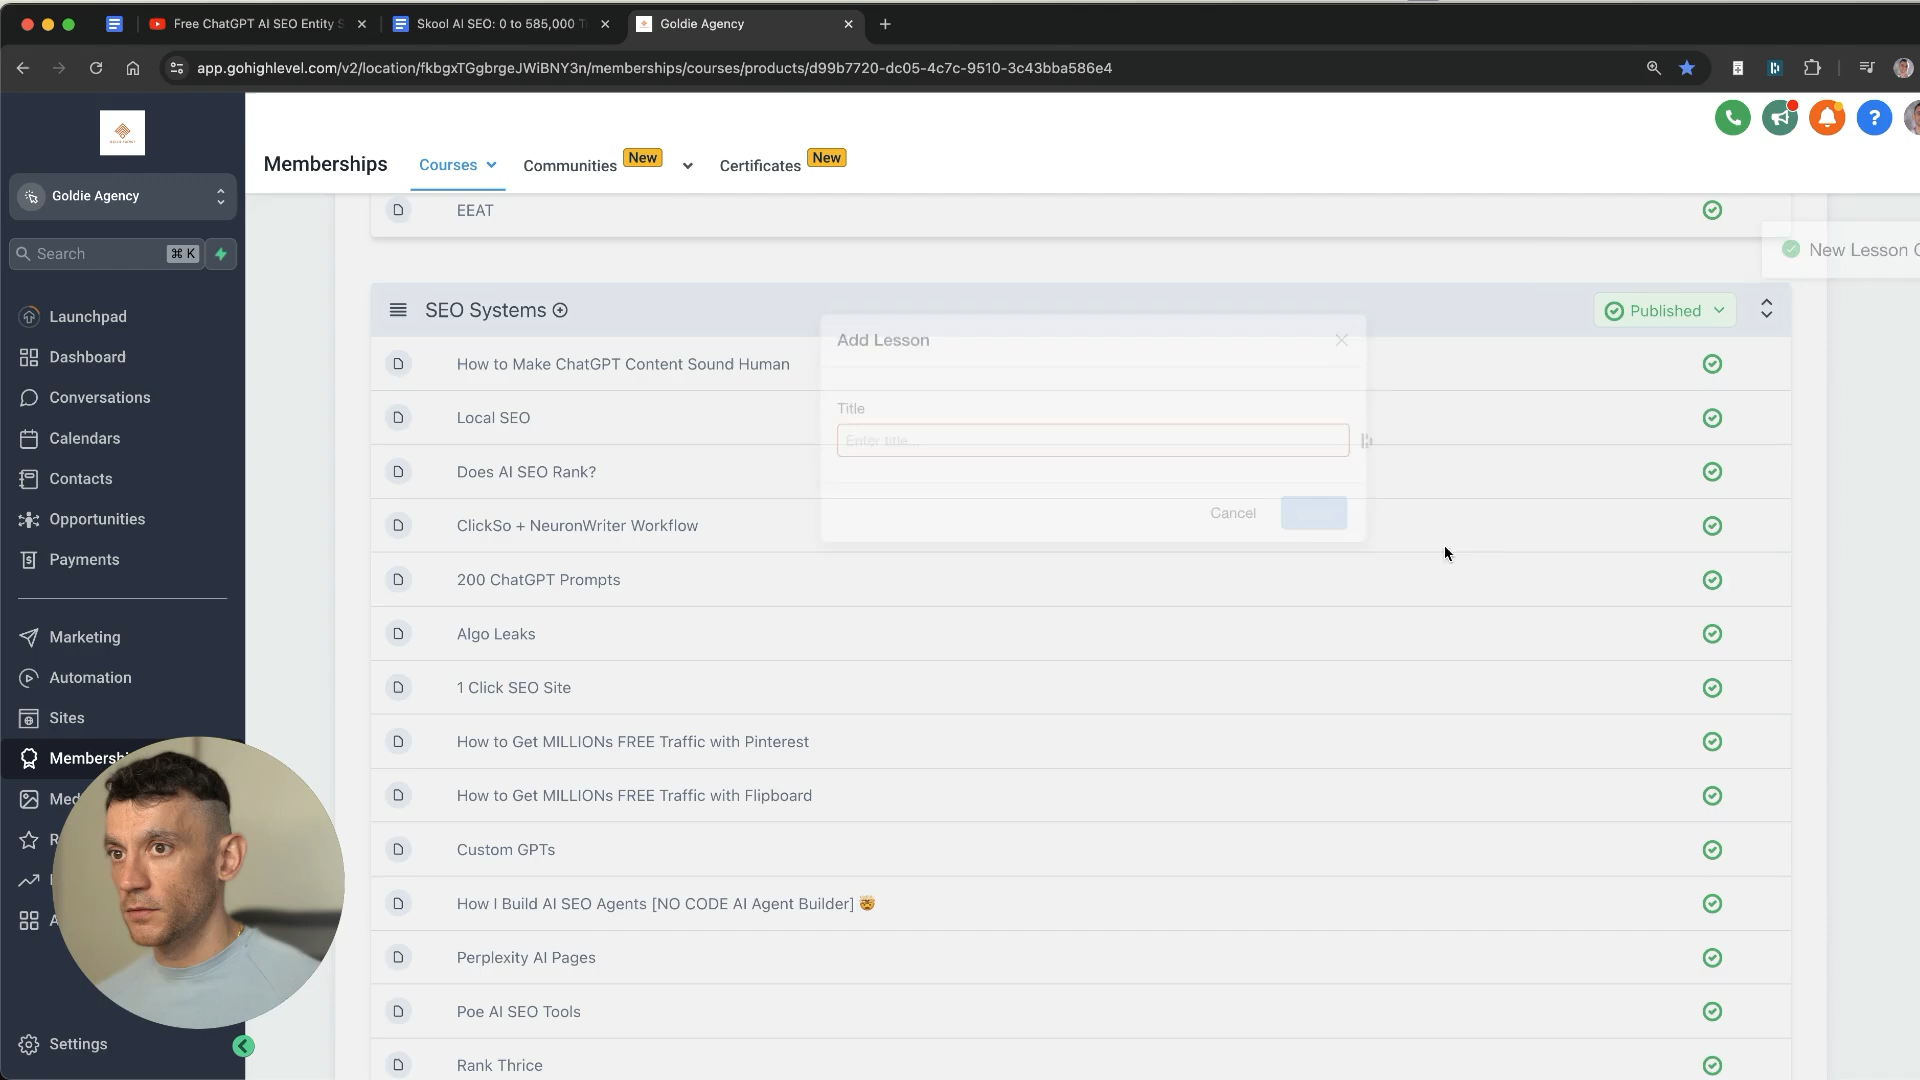 Free ChatGPT AI SEO Entity S
Skool AI SEO: 0 to 585,000 T
Goldie Agency
app.gohighlevel.com/v2/location/fkbgxTGgbrgeJWiBNY3n/memberships/courses/products/d99b7720-dc05-4c7c-9510-3c43bba586e4
Memberships
Courses
Communities
New
Certificates
New
Goldie Agency
Search
⌘ K
Launchpad
Dashboard
Conversations
Calendars
Contacts
Opportunities
Payments
Marketing
Automation
Sites
Membershi
Med
R
A
Settings
EEAT
New Lesson C
SEO Systems
Published
Add Lesson
Title
Enter title...
Cancel
How to Make ChatGPT Content Sound Human
Local SEO
Does AI SEO Rank?
ClickSo + NeuronWriter Workflow
200 ChatGPT Prompts
Algo Leaks
1 Click SEO Site
How to Get MILLIONs FREE Traffic with Pinterest
How to Get MILLIONs FREE Traffic with Flipboard
Custom GPTs
How I Build AI SEO Agents [NO CODE AI Agent Builder] 🤯
Perplexity AI Pages
Poe AI SEO Tools
Rank Thrice